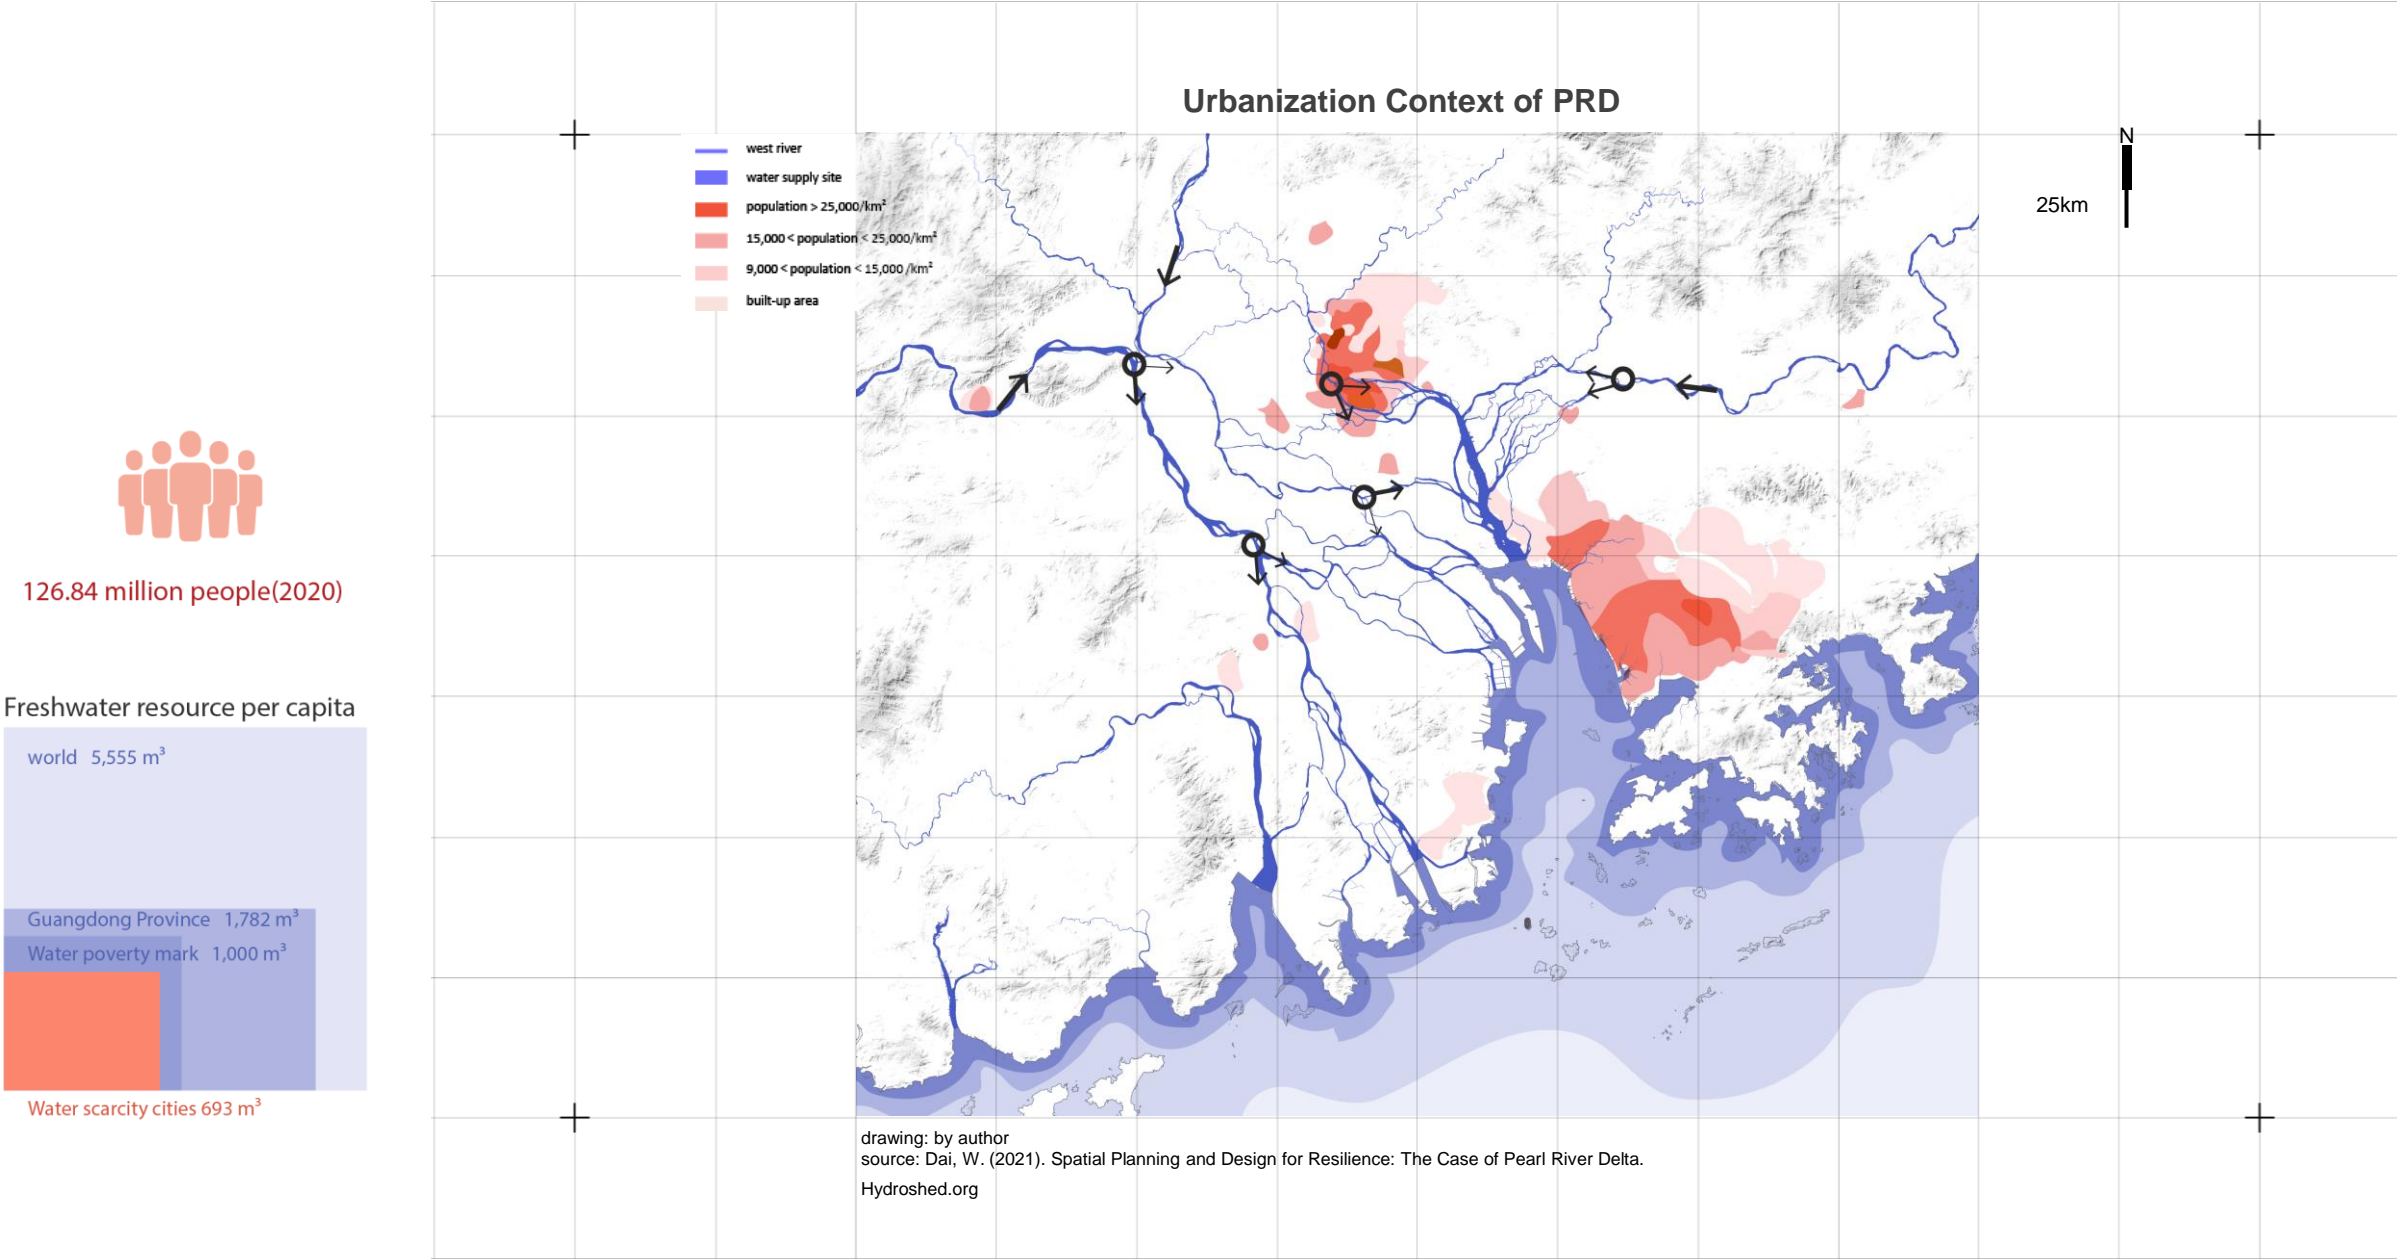 Urbanization Context of PRD
west river
water supply site
population > 25,000/km²
15,000 < population < 25,000/km²
9,000 < population < 15,000 /km²
built-up area
N
25km
126.84 million people(2020)
Freshwater resource per capita
world 5,555 m³
Guangdong Province 1,782 m³
Water poverty mark 1,000 m³
Water scarcity cities 693 m³
drawing: by author
source: Dai, W. (2021). Spatial Planning and Design for Resilience: The Case of Pearl River Delta.
Hydroshed.org